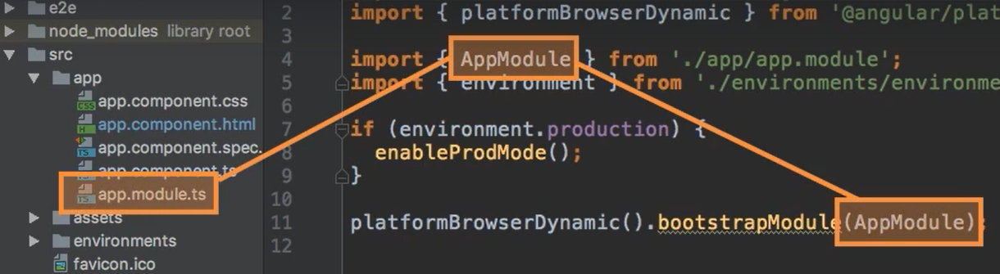 e2e
node_modules library root
src
app
app.component.css
app.component.html
app.component.spec.
app.component.ts
app.module.ts
assets
environments
favicon.ico
2 import { platformBrowserDynamic } from '@angular/plat
3
4 import { AppModule } from './app/app.module';
5 import { environment } from './environments/environme
6
7 if (environment.production) {
8 enableProdMode();
9 }
10
11 platformBrowserDynamic().bootstrapModule(AppModule);
12